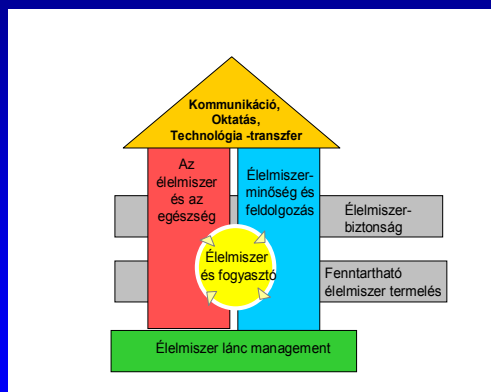 Kommunikáció,
Oktatás,
Technológia -transzfer
Az
élelmiszer
és az
egészség
Élelmiszer-
minőség és
feldolgozás
Élelmiszer-
biztonság
Élelmiszer
és fogyasztó
Fenntartható
élelmiszer termelés
Élelmiszer lánc management